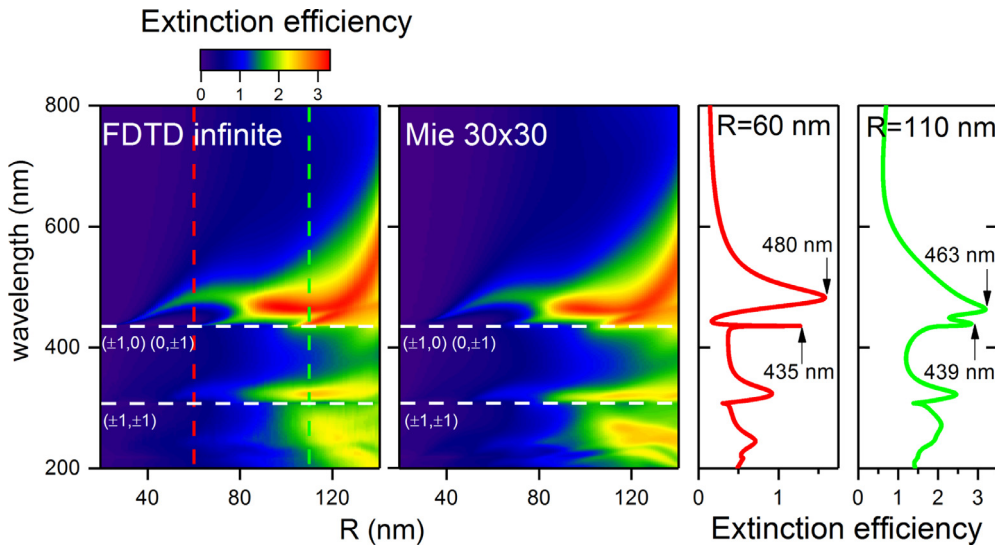 Extinction efficiency
0 1 2 3
800
600
400
200
wavelength (nm)
FDTD infinite
(±1,0) (0,±1)
(±1,±1)
40 80 120
Mie 30x30
(±1,0) (0,±1)
(±1,±1)
40 80 120
R (nm)
R=60 nm
480 nm
435 nm
0 1
R=110 nm
463 nm
439 nm
0 1 2 3
Extinction efficiency